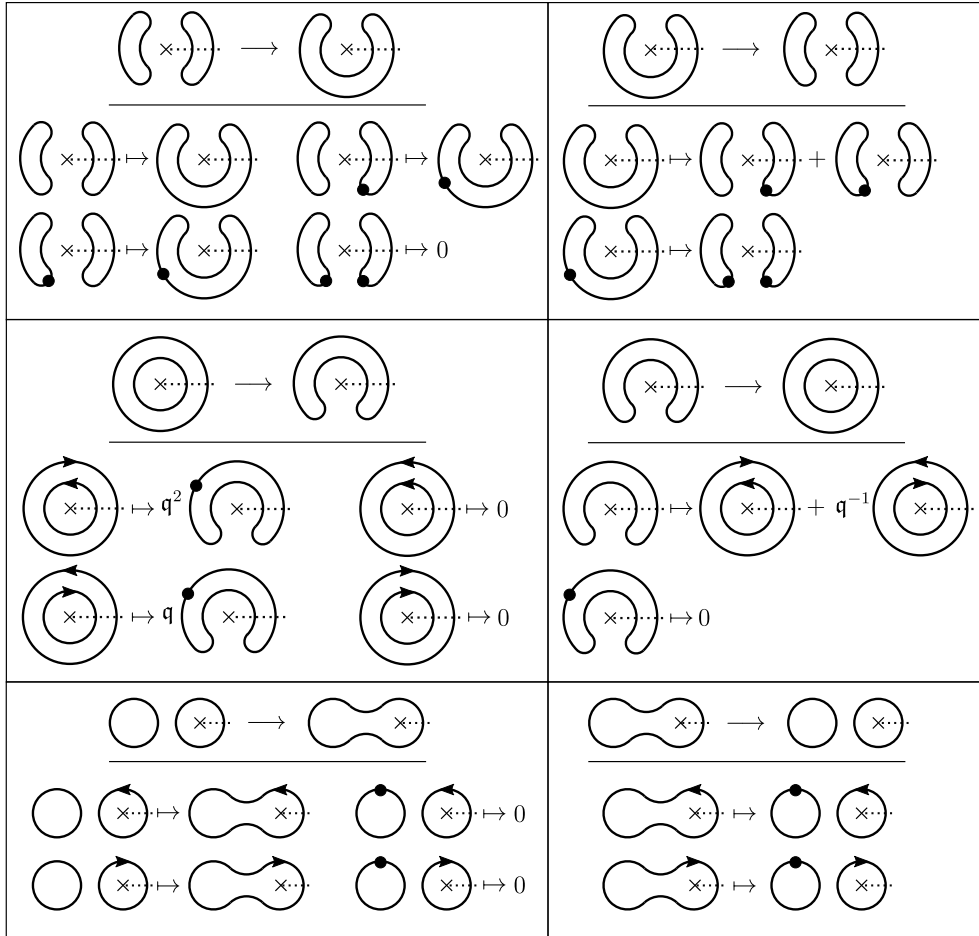 ⟶ ⟶
↦ ↦ ↦ +
↦ ↦ 0 ↦
⟶ ⟶
↦ 𝔮² ↦ 0 ↦ + 𝔮⁻¹
↦ 𝔮 ↦ 0 ↦ 0
⟶ ⟶
↦ ↦ 0 ↦
↦ ↦ 0 ↦